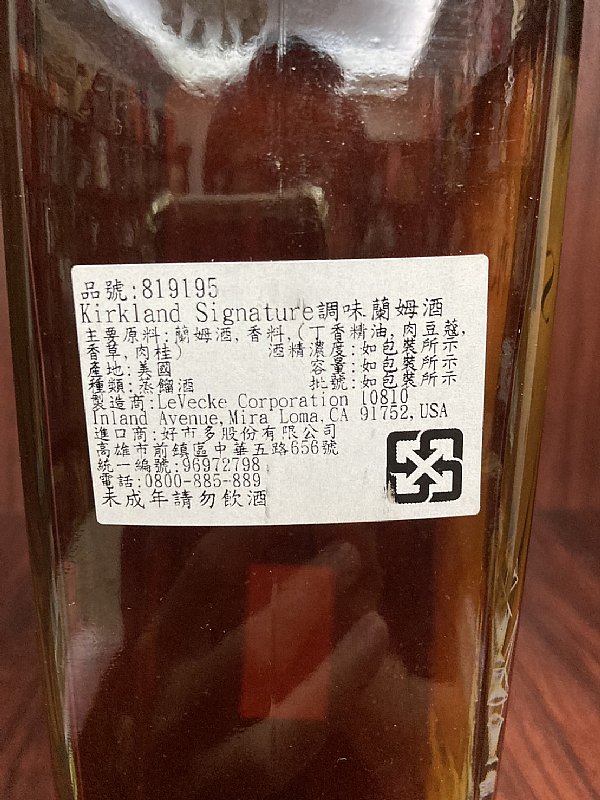 品號:819195
Kirkland Signature調味蘭姆酒
主要原料:蘭姆酒,香料,(丁香精油,肉豆蔻,
香草,肉桂) 酒精濃度:如包裝所示
產地:美國 容量:如包裝所示
種類:蒸餾酒 批號:如包裝所示
製造商:LeVecke Corporation 10810
Inland Avenue,Mira Loma,CA 91752,USA
進口商:好市多股份有限公司
高雄市前鎮區中華五路656號
統一編號:96972798
電話:0800-885-889
未成年請勿飲酒